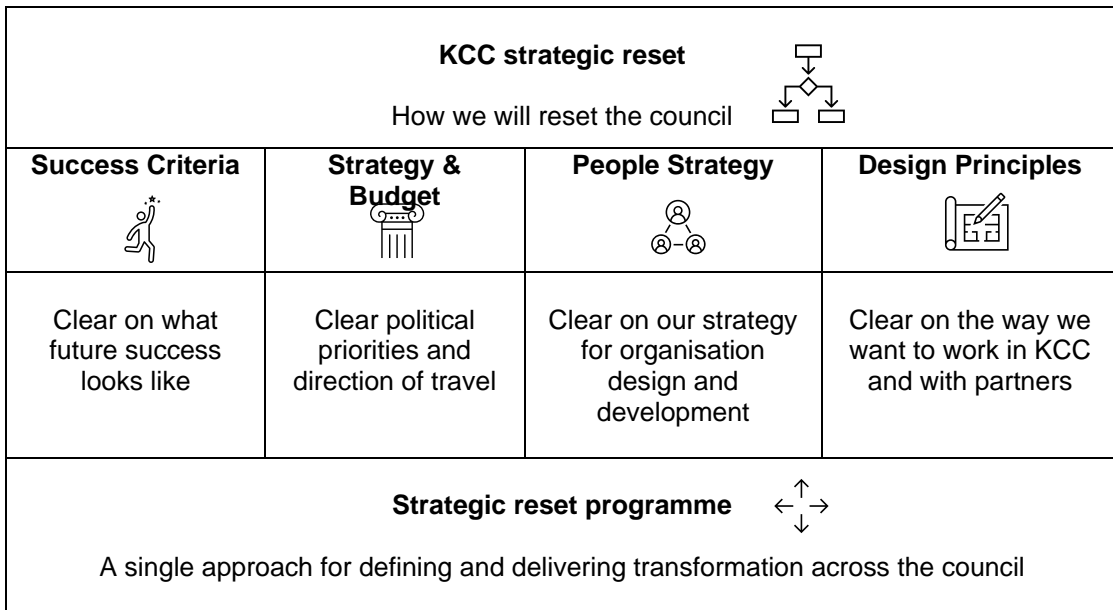 KCC strategic reset
How we will reset the council
Success Criteria
Strategy &
Budget
People Strategy
Design Principles
Clear on what
future success
looks like
Clear political
priorities and
direction of travel
Clear on our strategy
for organisation
design and
development
Clear on the way we
want to work in KCC
and with partners
Strategic reset programme
A single approach for defining and delivering transformation across the council